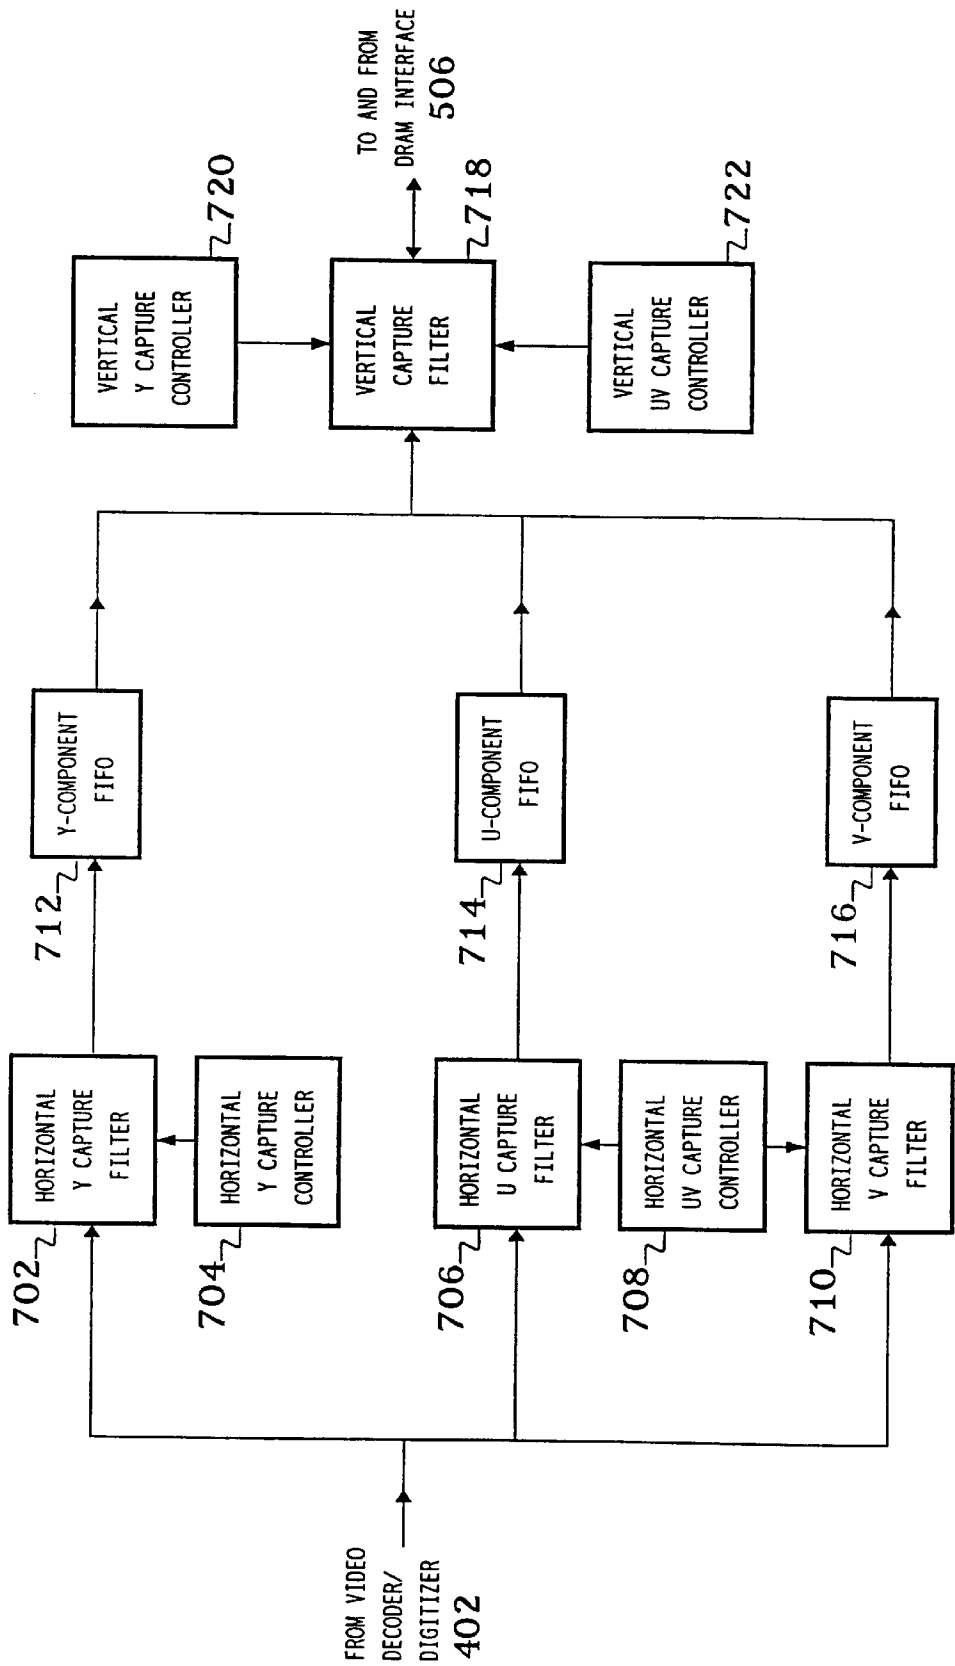 FROM VIDEO
DECODER/
DIGITIZER
402
702
HORIZONTAL
Y CAPTURE
FILTER
704
HORIZONTAL
Y CAPTURE
CONTROLLER
706
HORIZONTAL
U CAPTURE
FILTER
708
HORIZONTAL
UV CAPTURE
CONTROLLER
710
HORIZONTAL
V CAPTURE
FILTER
712
Y-COMPONENT
FIFO
714
U-COMPONENT
FIFO
716
V-COMPONENT
FIFO
VERTICAL
Y CAPTURE
CONTROLLER
720
VERTICAL
CAPTURE
FILTER
718
VERTICAL
UV CAPTURE
CONTROLLER
722
TO AND FROM
DRAM INTERFACE
506